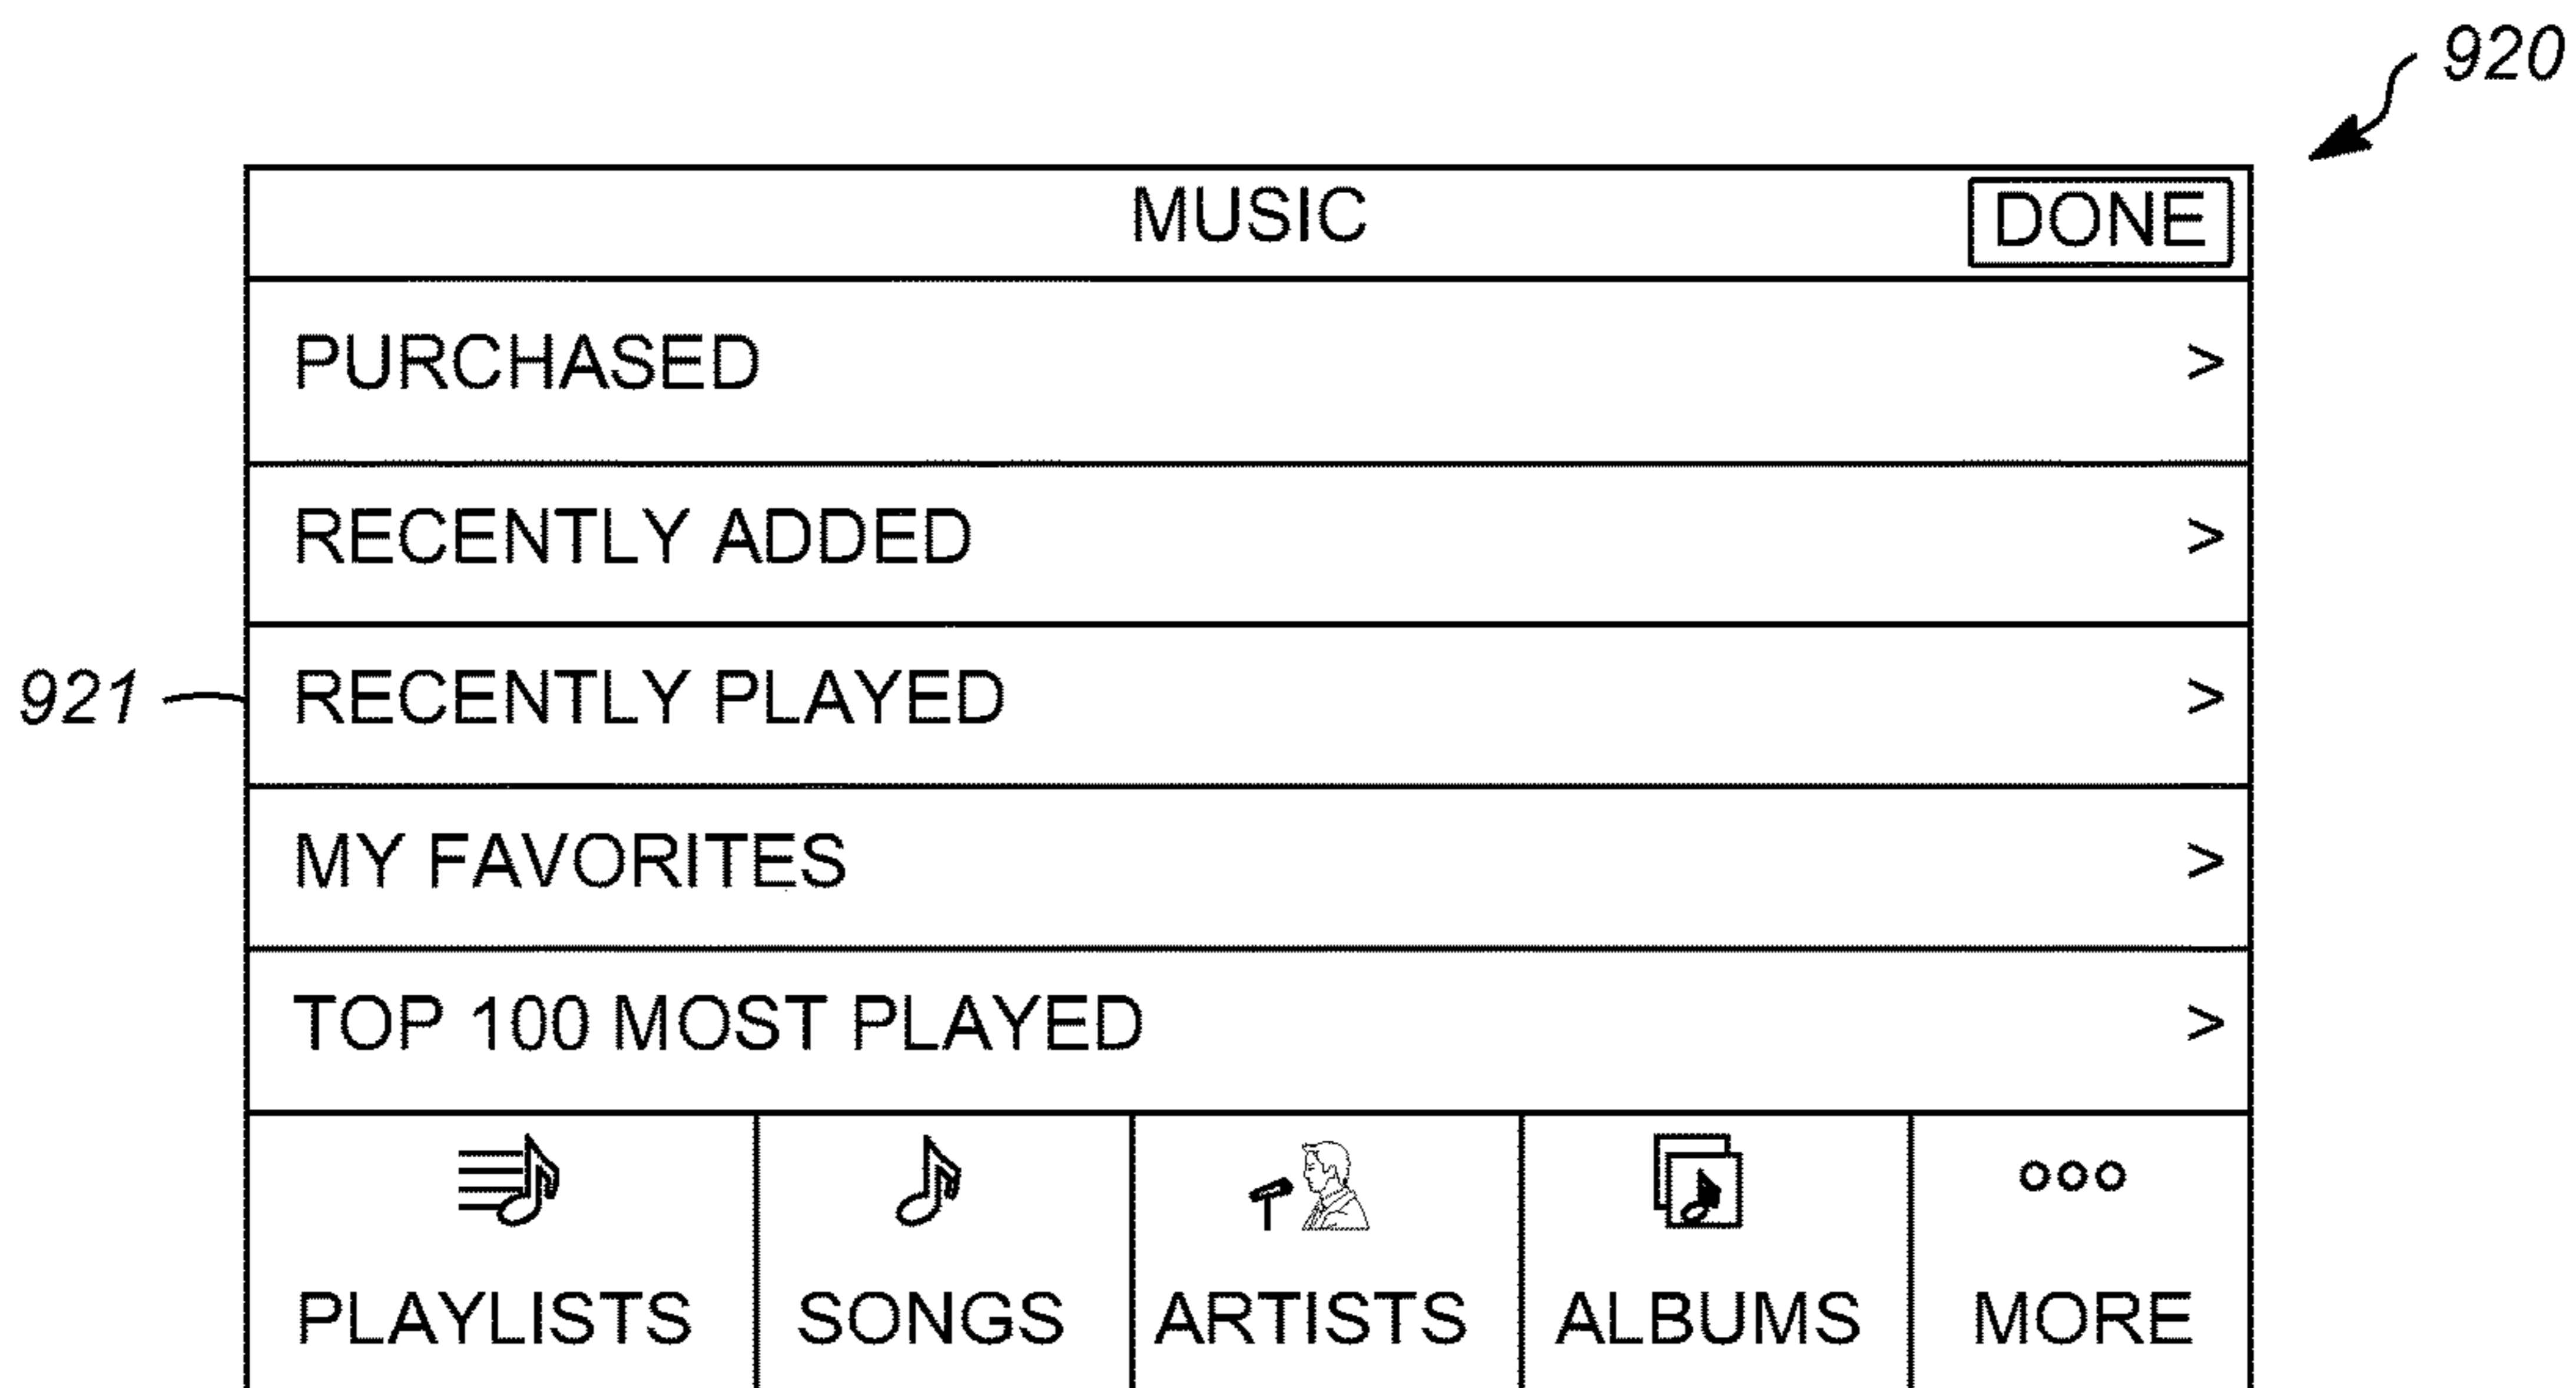 920
MUSIC DONE
PURCHASED >
RECENTLY ADDED >
921 RECENTLY PLAYED >
MY FAVORITES >
TOP 100 MOST PLAYED >
PLAYLISTS SONGS ARTISTS ALBUMS MORE